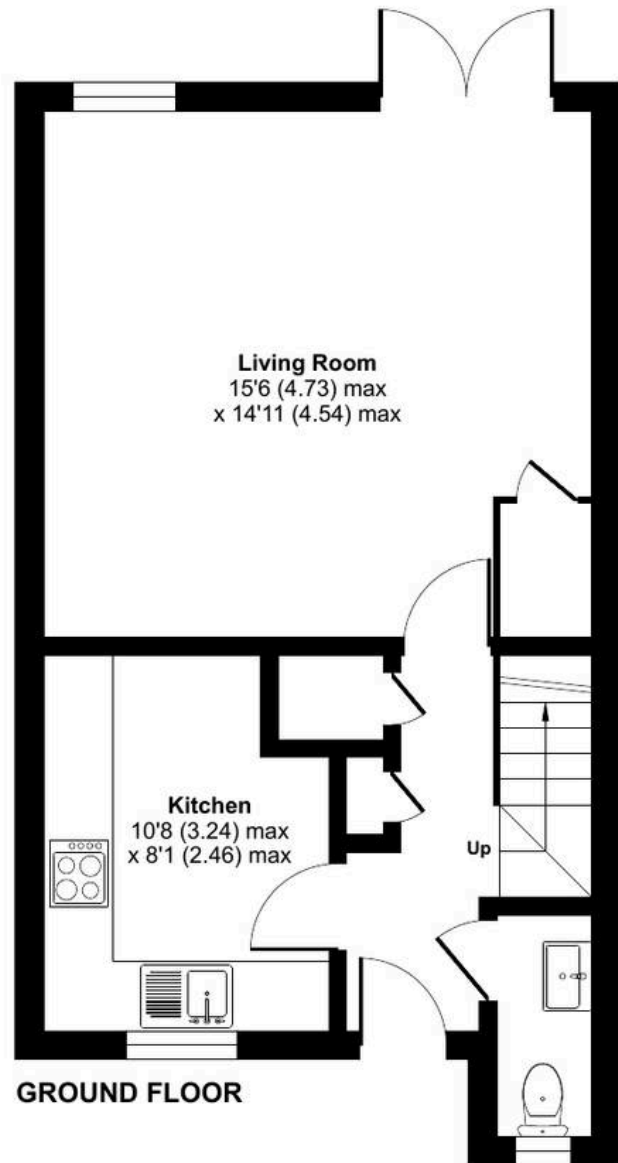 Living Room
15'6 (4.73) max
x 14'11 (4.54) max
Kitchen
10'8 (3.24) max
x 8'1 (2.46) max
Up
GROUND FLOOR